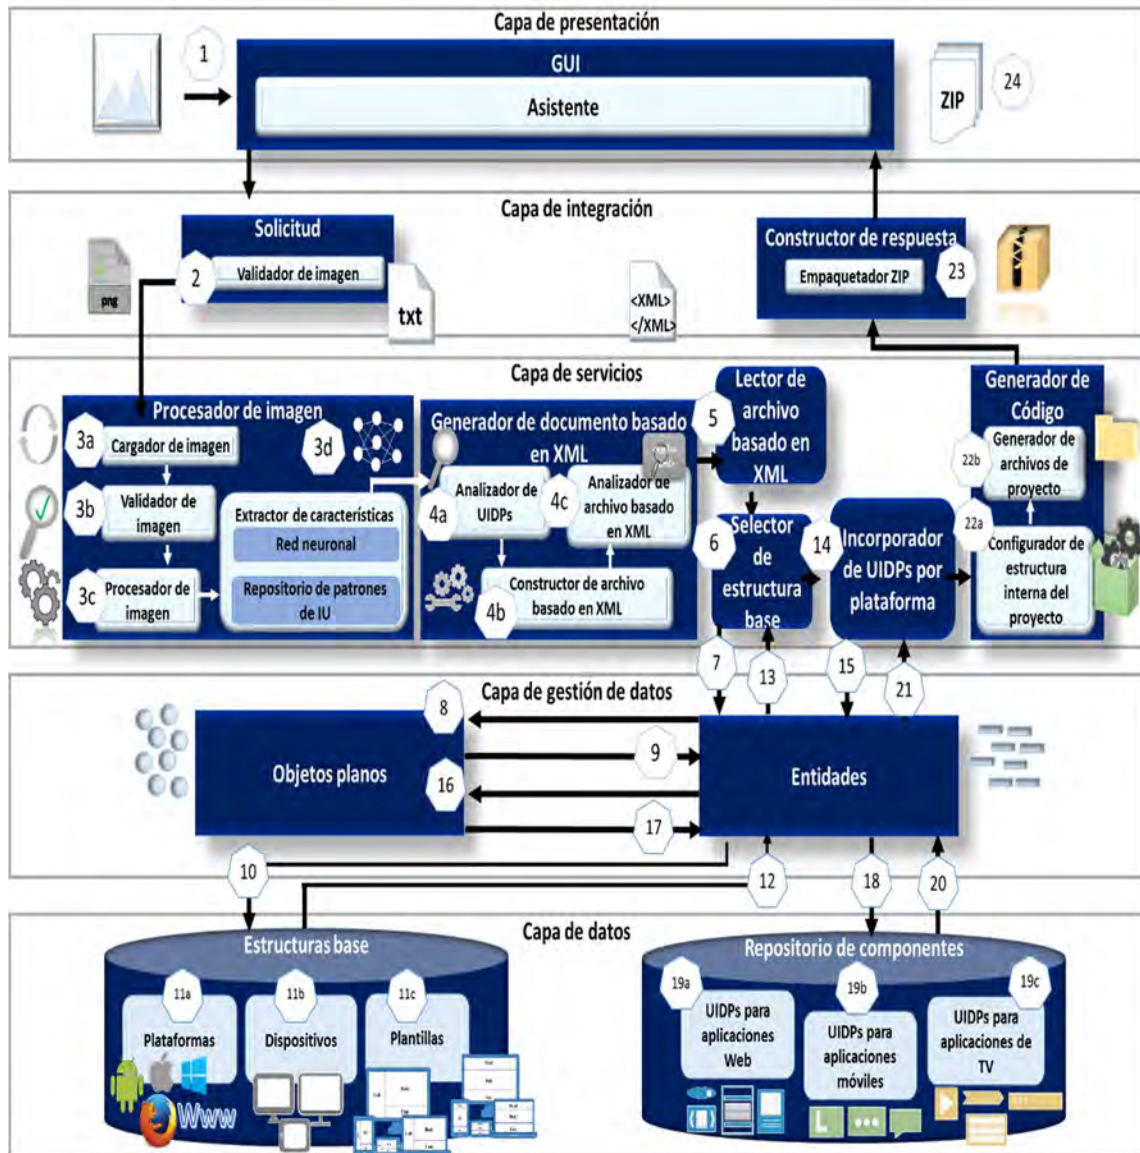 Capa de presentación
1
GUI
Asistente
ZIP
24
Capa de integración
Solicitud
2
Validador de imagen
png
txt
<XML>
</XML>
Constructor de respuesta
Empaquetador ZIP
23
Capa de servicios
Procesador de imagen
3a
Cargador de imagen
3b
Validador de
imagen
3c
Procesador de
imagen
3d
Extractor de características
Red neuronal
Repositorio de patrones
de IU
Generador de documento basado
en XML
4a
Analizador de
UIDPs
4c
Analizador de
archivo basado
en XML
4b
Constructor de archivo
basado en XML
5
Lector de
archivo
basado en
XML
6
Selector
de
estructura
base
14
Incorporador
de UIDPs por
plataforma
Generador de
Código
22b
Generador de
archivos de
proyecto
22a
Configurador de
estructura
interna del
proyecto
7
13
15
21
Capa de gestión de datos
8
Objetos planos
9
16
17
Entidades
10
12
18
20
Capa de datos
Estructuras base
11a
Plataformas
Www
11b
Dispositivos
11c
Plantillas
Repositorio de componentes
19a
UIDPs para
aplicaciones
Web
19b
UIDPs para
aplicaciones
móviles
19c
UIDPs para
aplicaciones de
TV
L